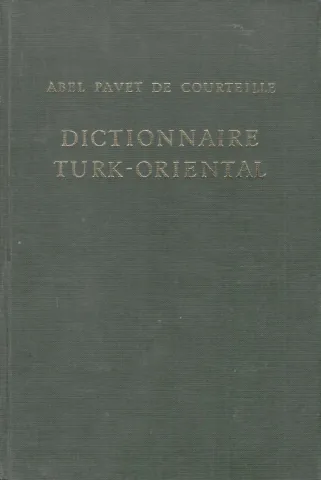 ABEL PAVET DE COURTEILLE
DICTIONNAIRE
TURK-ORIENTAL